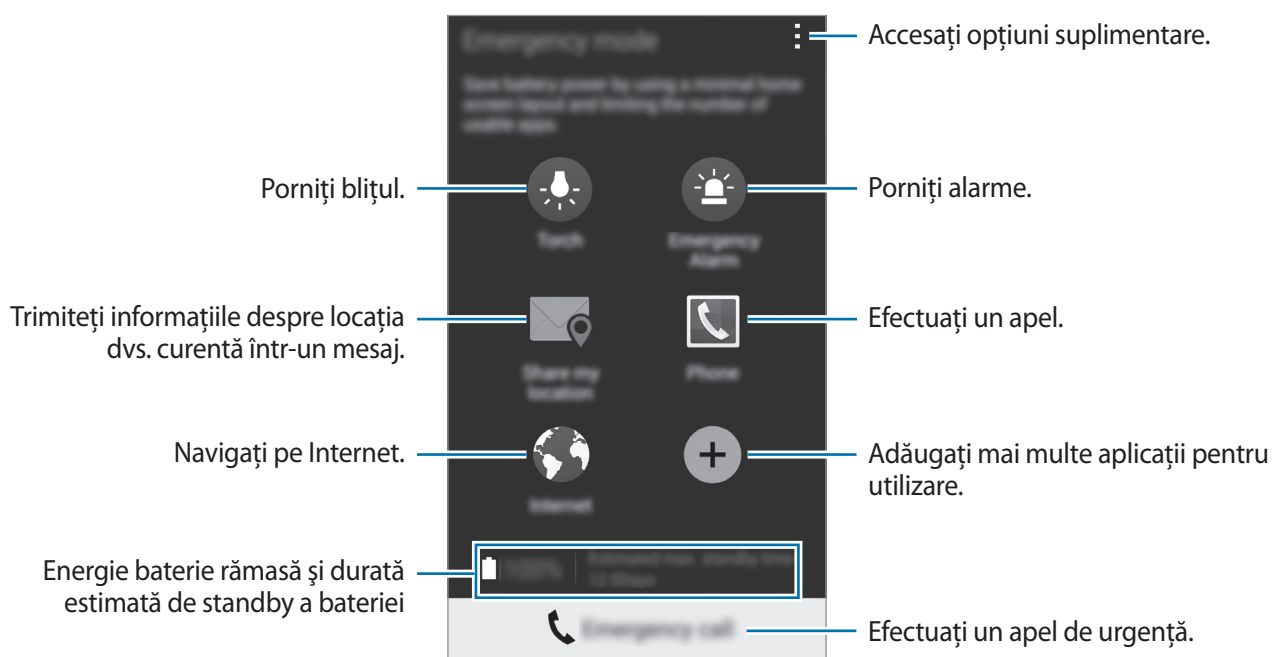 Emergency mode
Accesați opțiuni suplimentare.
Save battery power by using a minimal home
screen layout and limiting the number of
usable apps.
Porniți blițul.
Porniți alarme.
Torch
Emergency
Alarm
Trimiteți informațiile despre locația
dvs. curentă într-un mesaj.
Efectuați un apel.
Share my
location
Phone
Navigați pe Internet.
Adăugați mai multe aplicații pentru
utilizare.
Internet
Energie baterie rămasă şi durată
estimată de standby a bateriei
100%
Estimated max. standby time
Emergency call
Efectuați un apel de urgență.